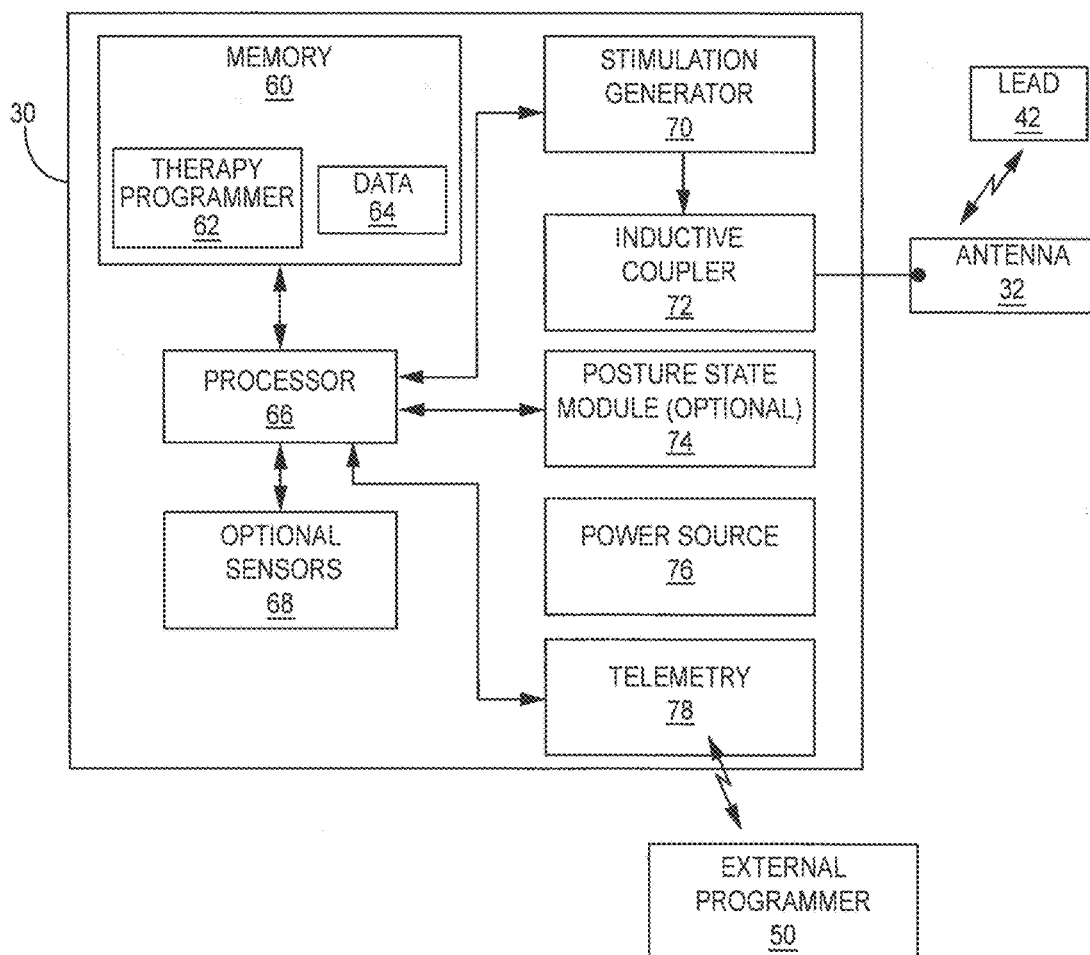 30
MEMORY
60
THERAPY
PROGRAMMER
62
DATA
64
STIMULATION
GENERATOR
70
LEAD
42
INDUCTIVE
COUPLER
72
ANTENNA
32
PROCESSOR
66
POSTURE STATE
MODULE (OPTIONAL)
74
OPTIONAL
SENSORS
68
POWER SOURCE
76
TELEMETRY
78
EXTERNAL
PROGRAMMER
50